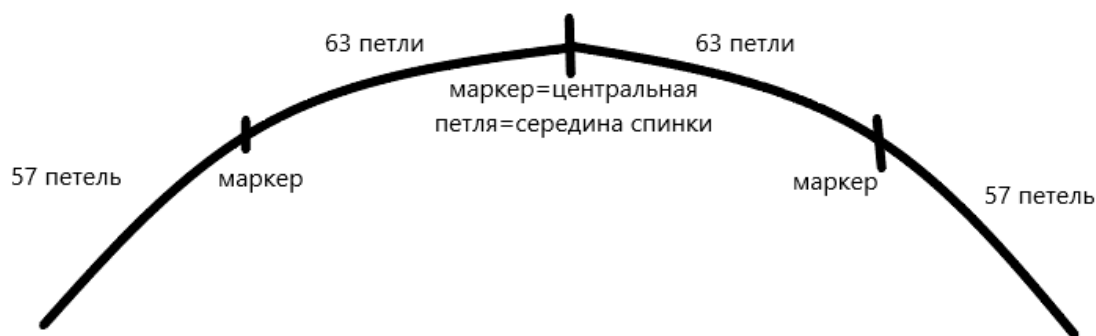 63 петли
63 петли
маркер=центральная
петля=середина спинки
57 петель
маркер
маркер
57 петель